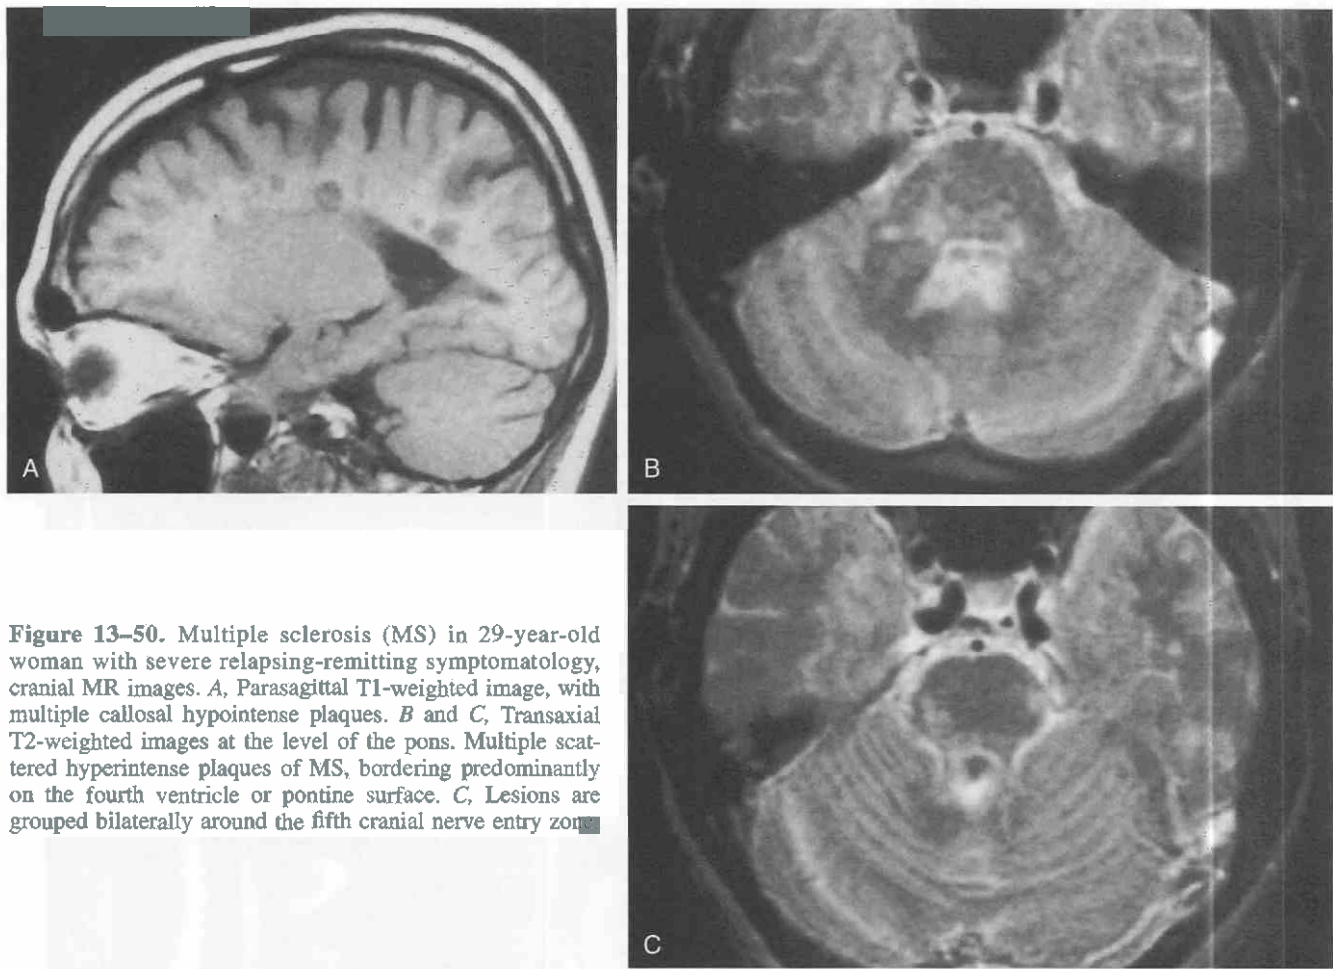 A
B
C
Figure 13–50. Multiple sclerosis (MS) in 29-year-old
woman with severe relapsing-remitting symptomatology,
cranial MR images. A, Parasagittal T1-weighted image, with
multiple callosal hypointense plaques. B and C, Transaxial
T2-weighted images at the level of the pons. Multiple scat-
tered hyperintense plaques of MS, bordering predominantly
on the fourth ventricle or pontine surface. C, Lesions are
grouped bilaterally around the fifth cranial nerve entry